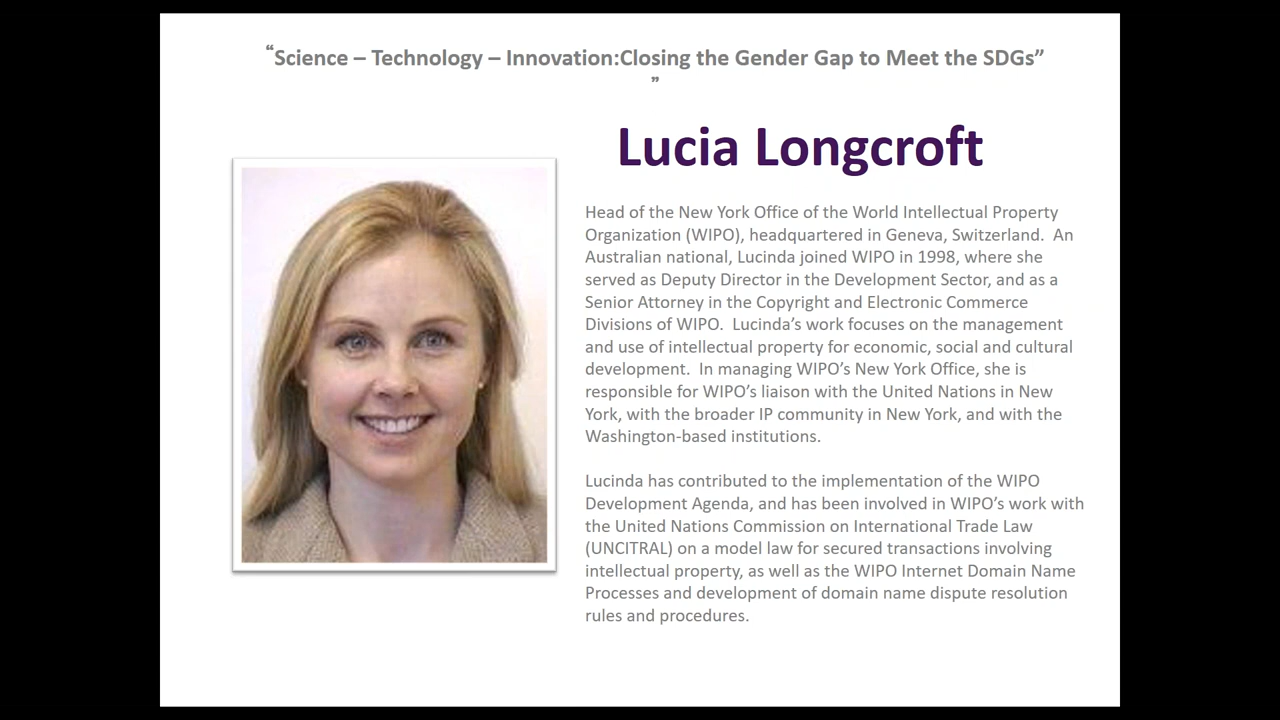 “Science – Technology – Innovation:Closing the Gender Gap to Meet the SDGs”
”
Lucia Longcroft
Head of the New York Office of the World Intellectual Property
Organization (WIPO), headquartered in Geneva, Switzerland.  An
Australian national, Lucinda joined WIPO in 1998, where she
served as Deputy Director in the Development Sector, and as a
Senior Attorney in the Copyright and Electronic Commerce
Divisions of WIPO.  Lucinda’s work focuses on the management
and use of intellectual property for economic, social and cultural
development.  In managing WIPO’s New York Office, she is
responsible for WIPO’s liaison with the United Nations in New
York, with the broader IP community in New York, and with the
Washington-based institutions.
Lucinda has contributed to the implementation of the WIPO
Development Agenda, and has been involved in WIPO’s work with
the United Nations Commission on International Trade Law
(UNCITRAL) on a model law for secured transactions involving
intellectual property, as well as the WIPO Internet Domain Name
Processes and development of domain name dispute resolution
rules and procedures.